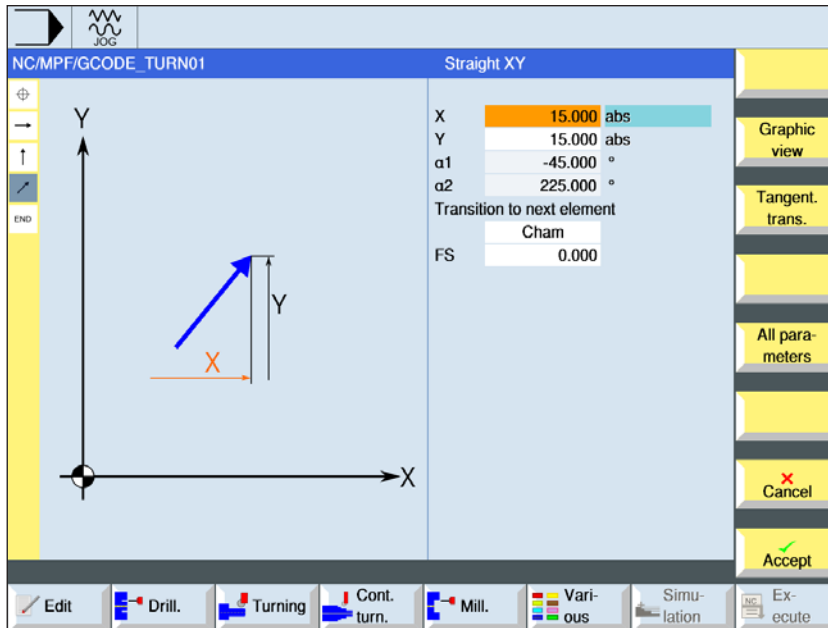 JOG
NC/MPF/GCODE_TURN01
Straight XY
END
Y
X
Y
X
X 15.000 abs
Y 15.000 abs
α1 -45.000 °
α2 225.000 °
Transition to next element
Cham
FS 0.000
Graphic
view
Tangent.
trans.
All para-
meters
Cancel
Accept
Edit
Drill.
Turning
Cont.
turn.
Mill.
Vari-
ous
Simu-
lation
NC
Ex-
ecute